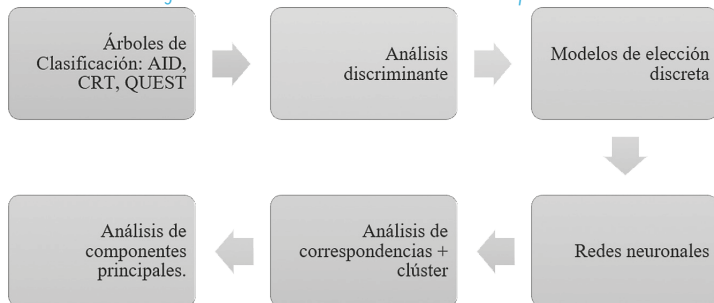 Árboles de
Clasificación: AID,
CRT, QUEST
Análisis
discriminante
Modelos de elección
discreta
Redes neuronales
Análisis de
correspondencias +
clúster
Análisis de
componentes
principales.